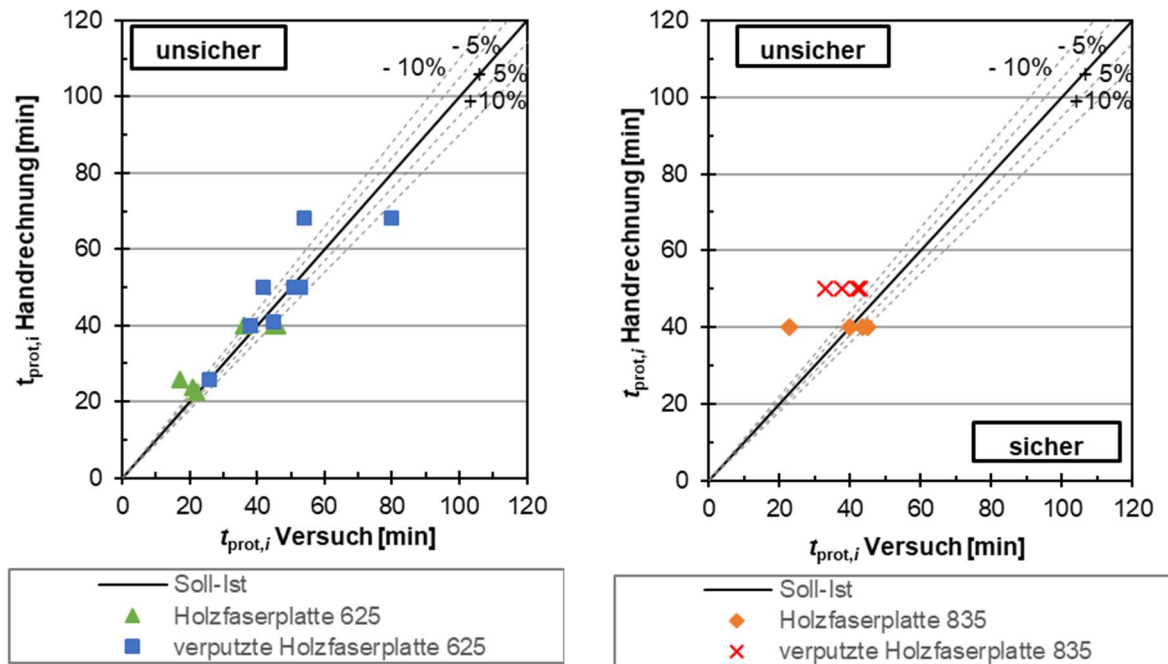 120
100
80
60
40
20
0
t_prot,i Handrechnung [min]
unsicher
- 5%
- 10%
+ 5%
+10%
0 20 40 60 80 100 120
t_prot,i Versuch [min]
Soll-Ist
Holzfaserplatte 625
verputzte Holzfaserplatte 625
120
100
80
60
40
20
0
t_prot,i Handrechnung [min]
unsicher
- 5%
- 10%
+ 5%
+10%
sicher
0 20 40 60 80 100 120
t_prot,i Versuch [min]
Soll-Ist
Holzfaserplatte 835
verputzte Holzfaserplatte 835